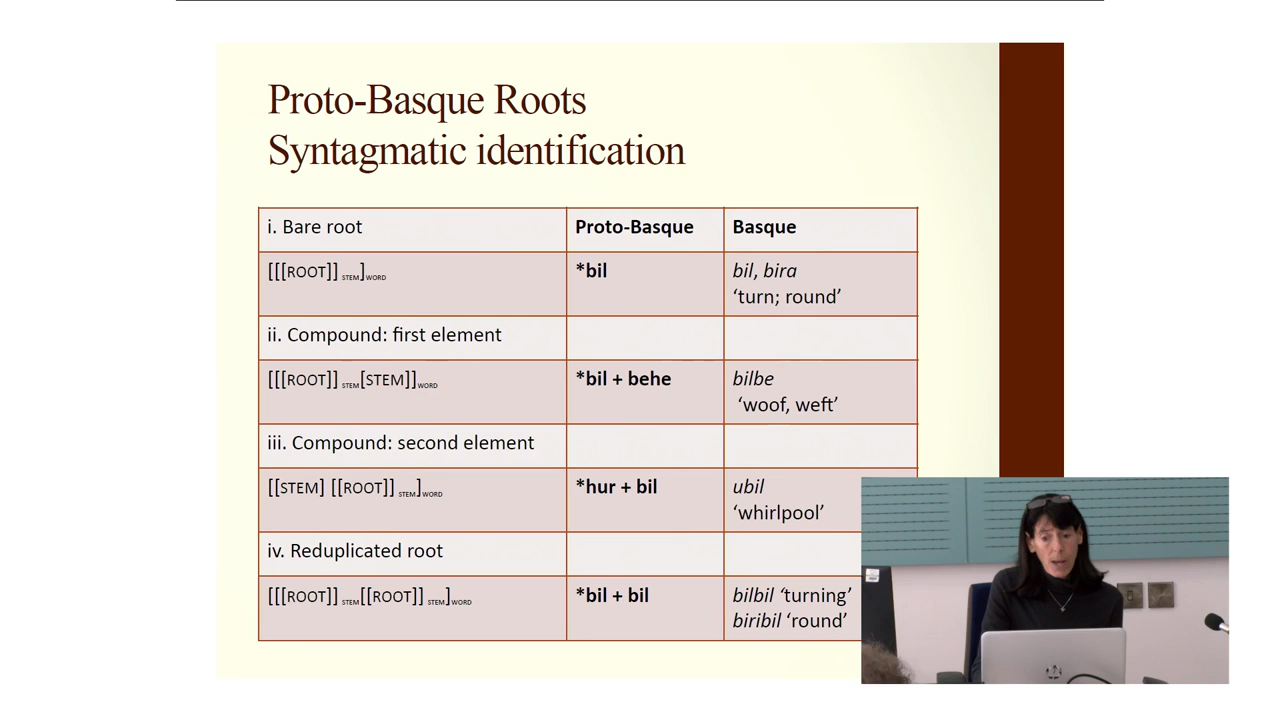 Proto-Basque Roots
Syntagmatic identification
i. Bare root Proto-Basque Basque
[[[ROOT]] STEM]WORD *bil bil, bira
‘turn; round’
ii. Compound: first element
[[[ROOT]] STEM[STEM]]WORD *bil + behe bilbe
‘woof, weft’
iii. Compound: second element
[[STEM] [[ROOT]] STEM]WORD *hur + bil ubil
‘whirlpool’
iv. Reduplicated root
[[[ROOT]] STEM[[ROOT]] STEM]WORD *bil + bil bilbil ‘turning’
biribil ‘round’